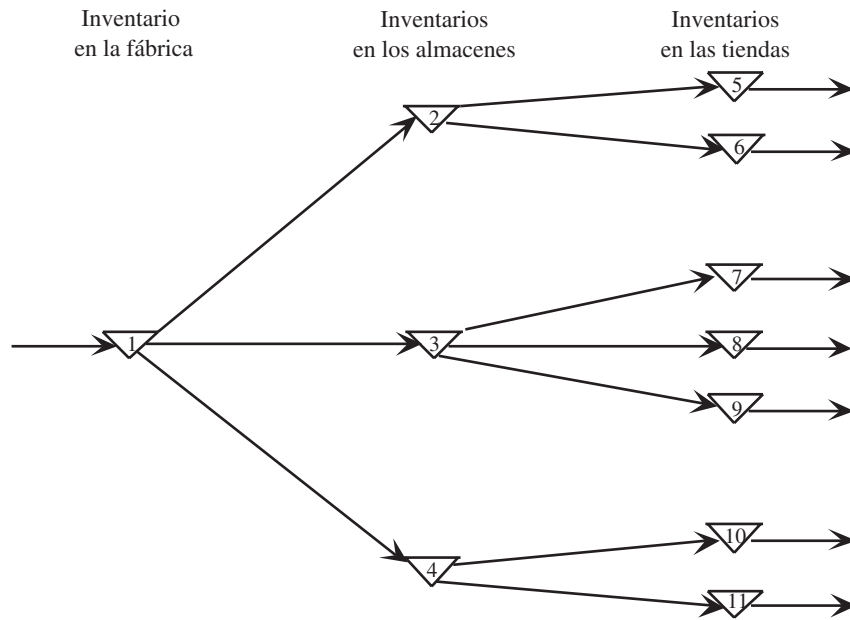 Inventario
en la fábrica
Inventarios
en los almacenes
Inventarios
en las tiendas
5
2
6
7
1
3
8
9
10
4
11